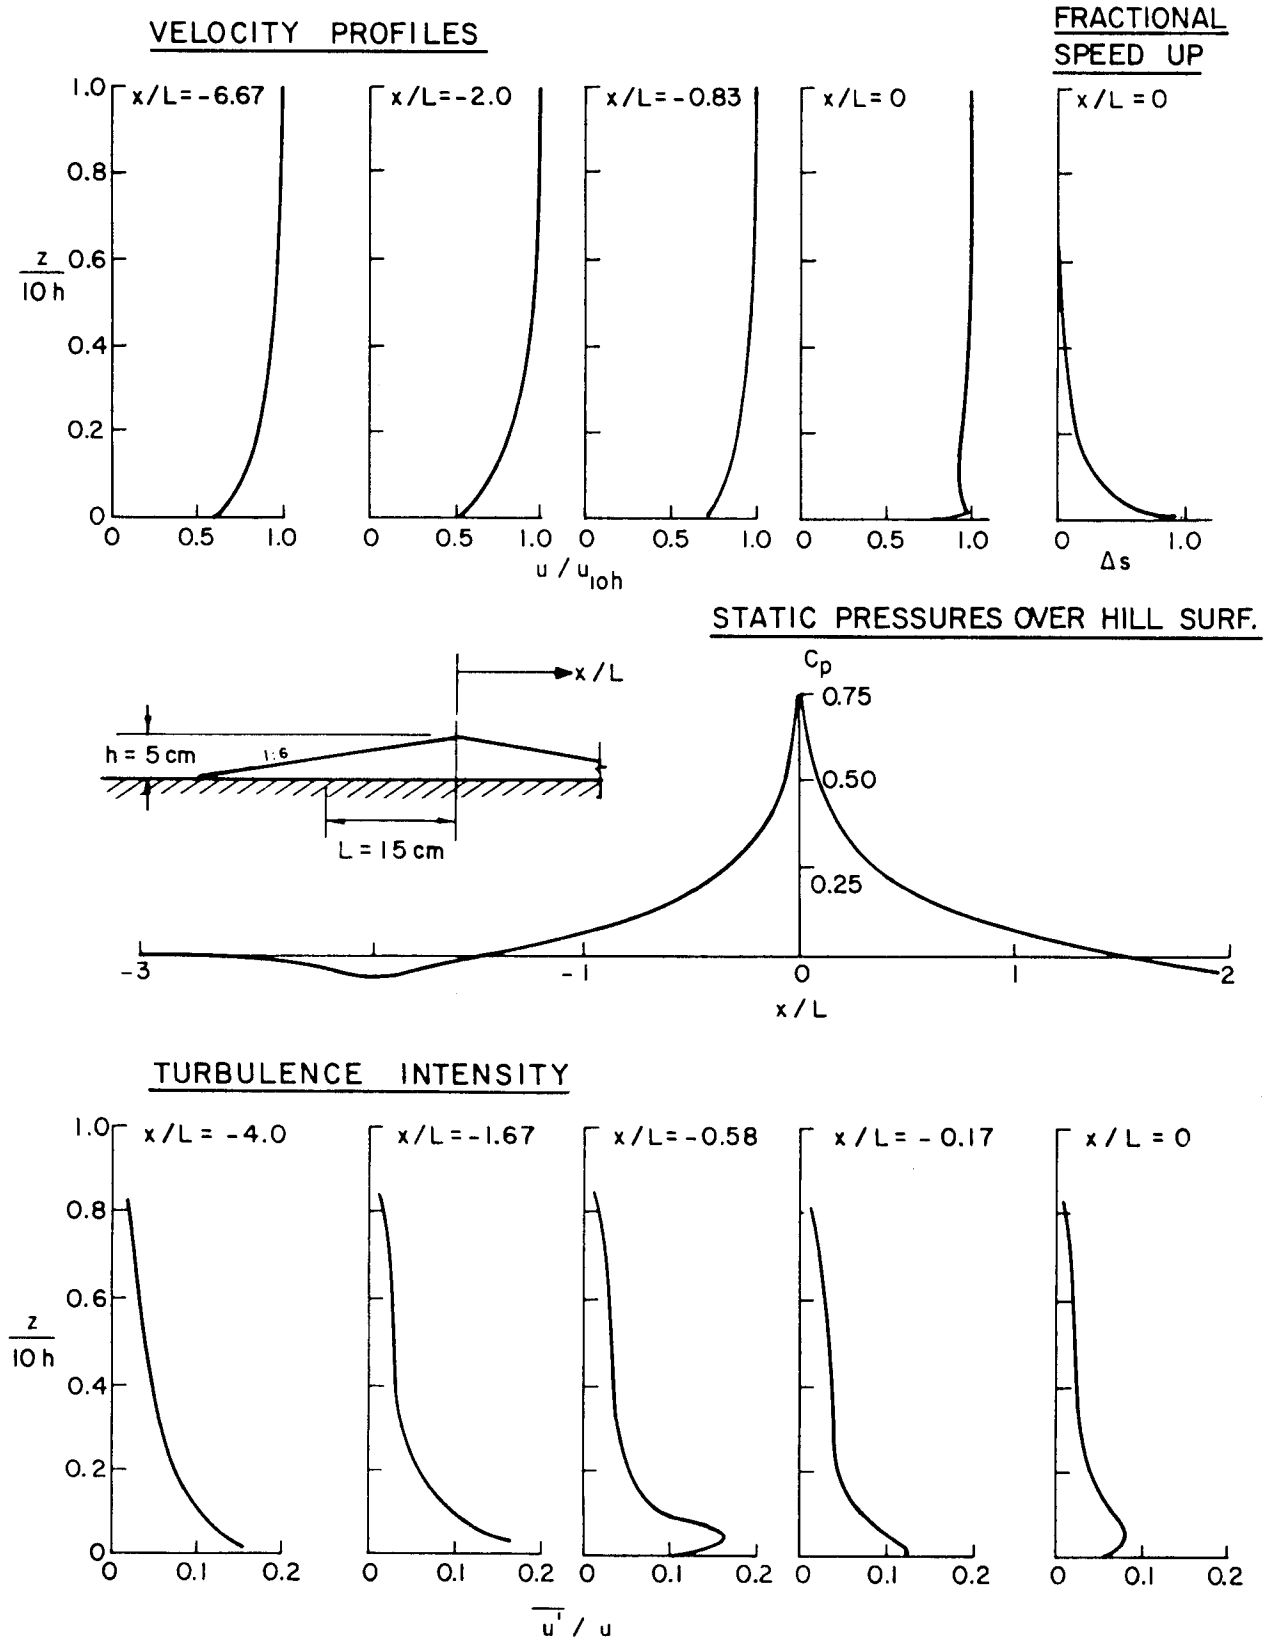 VELOCITY PROFILES
FRACTIONAL
SPEED UP
x/L=-6.67
x/L=-2.0
x/L=-0.83
x/L=0
x/L=0
1.0
0.8
0.6
0.4
0.2
0
z
10h
0 0.5 1.0
0 0.5 1.0
0 0.5 1.0
0 0.5 1.0
0 1.0
u / u10h
Δs
STATIC PRESSURES OVER HILL SURF.
Cp
x/L
h = 5 cm
1:6
L = 15 cm
0.75
0.50
0.25
-3 -1 0 1 2
x/L
TURBULENCE INTENSITY
x/L = -4.0
x/L=-1.67
x/L=-0.58
x/L=-0.17
x/L = 0
1.0
0.8
0.6
0.4
0.2
0
z
10h
0 0.1 0.2
0 0.1 0.2
0 0.1 0.2
0 0.1 0.2
0 0.1 0.2
u' / u